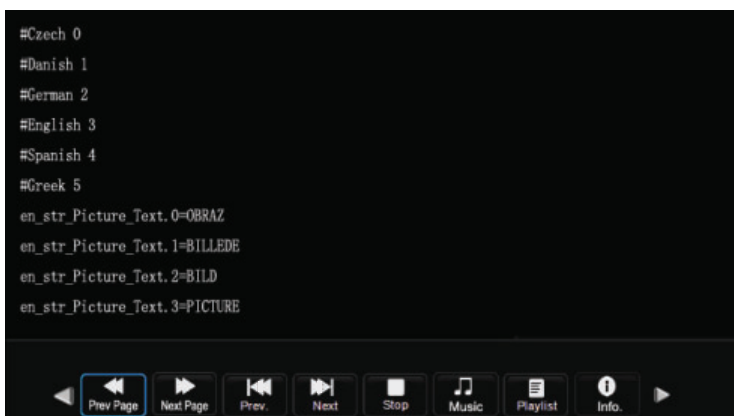 #Czech 0
#Danish 1
#German 2
#English 3
#Spanish 4
#Greek 5
en_str_Picture_Text.0=OBRAZ
en_str_Picture_Text.1=BILLEDE
en_str_Picture_Text.2=BILD
en_str_Picture_Text.3=PICTURE
Prev Page Next Page Prev. Next Stop Music Playlist Info.